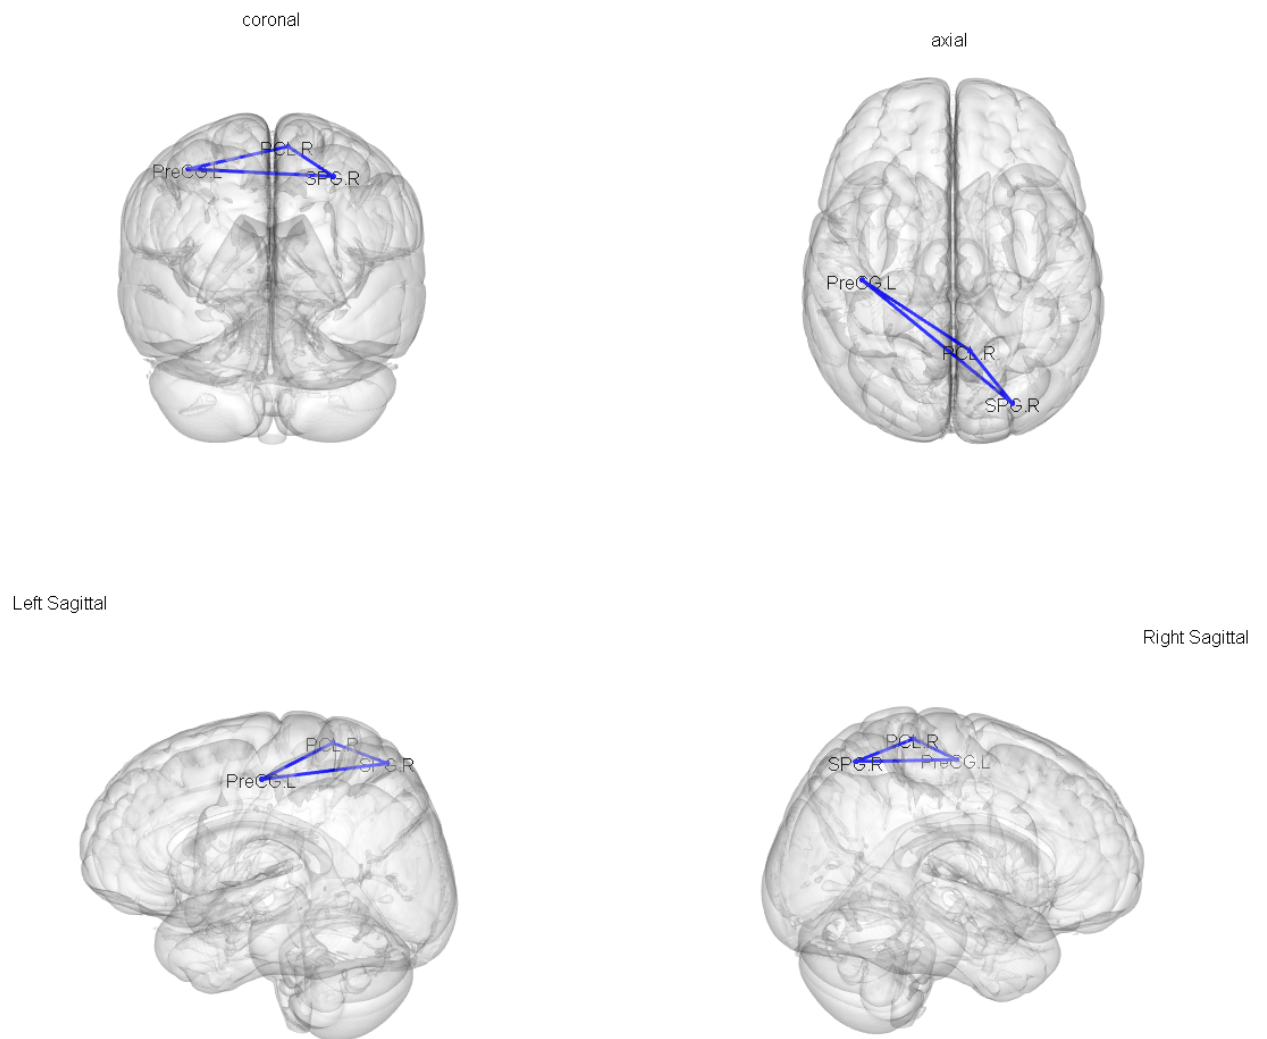 coronal
axial
PCL.R
PreCG.L
SPG.R
PreCG.L
PCL.R
SPG.R
Left Sagittal
Right Sagittal
PCL.R
SPG.R
PreCG.L
PCL.R
SPG.R
PreCG.L